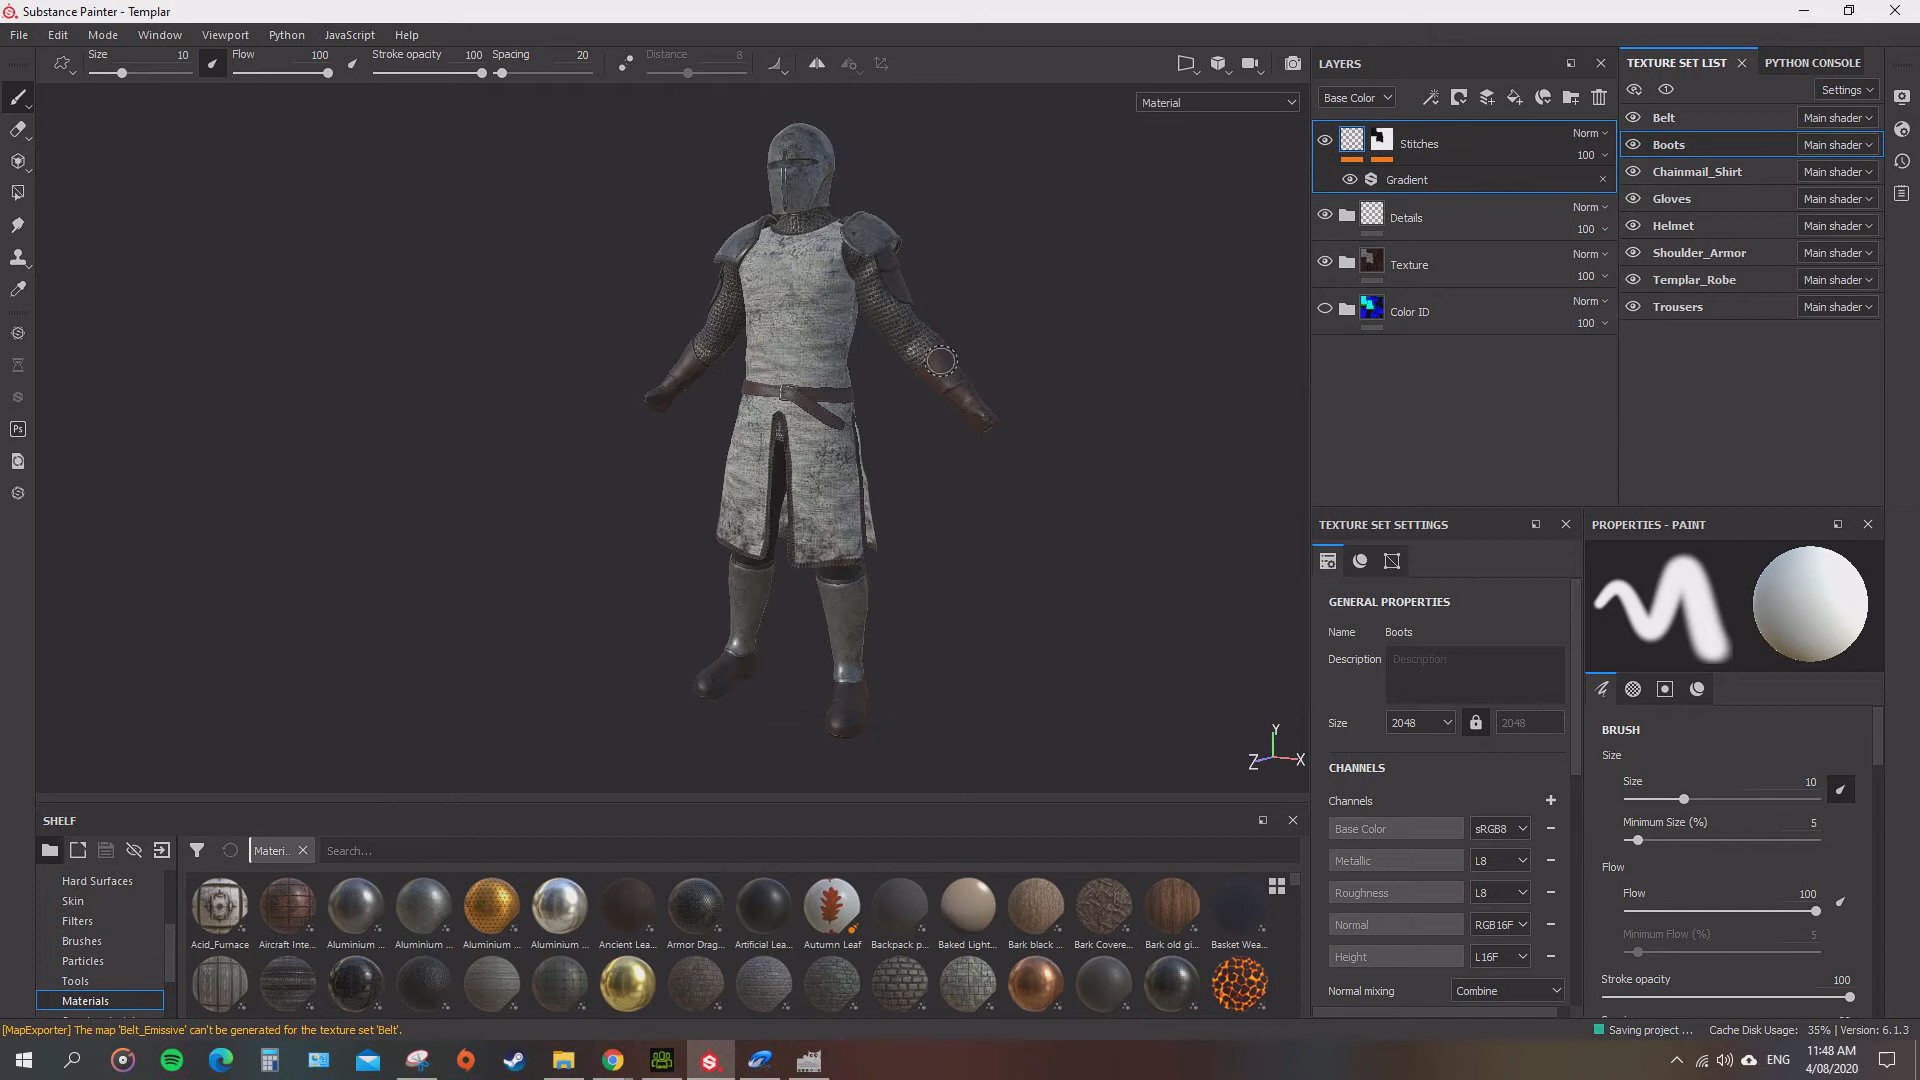 Substance Painter - Templar
File Edit Mode Window Viewport Python JavaScript Help
Size 10 Flow 100 Stroke opacity 100 Spacing 20 Distance 8
Material
LAYERS
Base Color
Stitches Norm 100
Gradient
Details Norm 100
Texture Norm 100
Color ID Norm 100
TEXTURE SET LIST PYTHON CONSOLE
Settings
Belt Main shader
Boots Main shader
Chainmail_Shirt Main shader
Gloves Main shader
Helmet Main shader
Shoulder_Armor Main shader
Templar_Robe Main shader
Trousers Main shader
Ps
Y
Z X
TEXTURE SET SETTINGS
GENERAL PROPERTIES
Name Boots
Description Description
Size 2048 2048
CHANNELS
Channels
Base Color sRGB8
Metallic L8
Roughness L8
Normal RGB16F
Height L16F
Normal mixing Combine
PROPERTIES - PAINT
BRUSH
Size
Size 10
Minimum Size (%) 5
Flow
Flow 100
Minimum Flow (%) 5
Stroke opacity 100
SHELF
Materi... Search...
Hard Surfaces
Skin
Filters
Brushes
Particles
Tools
Materials
Acid_Furnace Aircraft Inte... Aluminium ... Aluminium ... Aluminium ... Aluminium ... Ancient Lea... Armor Drag... Artificial Lea... Autumn Leaf Backpack p... Baked Light... Bark black ... Bark Covere... Bark old gi... Basket Wea...
[MapExporter] The map 'Belt_Emissive' can't be generated for the texture set 'Belt'.
Saving project ... Cache Disk Usage: 35% | Version: 6.1.3
ENG 11:48 AM
4/08/2020